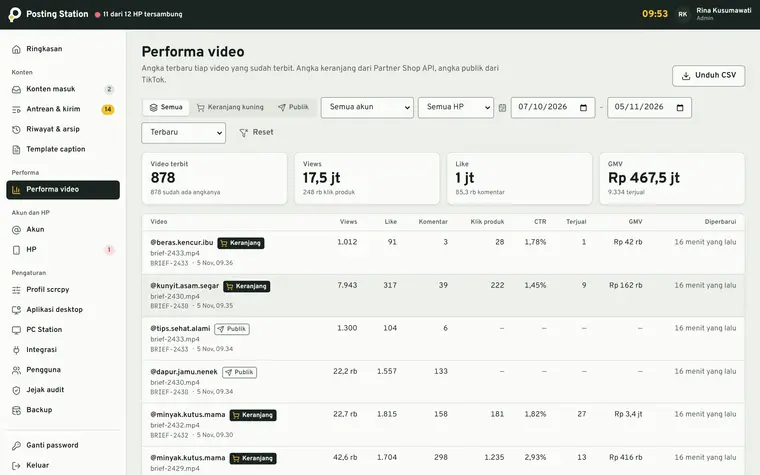 Posting Station
11 dari 12 HP tersambung
09:53
RK
Rina Kusumawati
Admin
Ringkasan
Konten
Konten masuk 2
Antrean & kirim 14
Riwayat & arsip
Template caption
Performa
Performa video
Akun dan HP
Akun
HP 1
Pengaturan
Profil scrcpy
Aplikasi desktop
PC Station
Integrasi
Pengguna
Jejak audit
Backup
Ganti password
Keluar
Performa video
Angka terbaru tiap video yang sudah terbit. Angka keranjang dari Partner Shop API, angka publik dari
TikTok.
Unduh CSV
Semua Keranjang kuning Publik Semua akun Semua HP 07/10/2026 – 05/11/2026
Terbaru Reset
Video terbit
878
878 sudah ada angkanya
Views
17,5 jt
248 rb klik produk
Like
1 jt
85,3 rb komentar
GMV
Rp 467,5 jt
9.334 terjual
Video Views Like Komentar Klik produk CTR Terjual GMV Diperbarui
@beras.kencur.ibu Keranjang 1.012 91 3 28 1,78% 1 Rp 42 rb 16 menit yang lalu
brief-2433.mp4
BRIEF-2433 · 5 Nov, 09.36
@kunyit.asam.segar Keranjang 7.943 317 39 222 1,45% 9 Rp 162 rb 16 menit yang lalu
brief-2430.mp4
BRIEF-2430 · 5 Nov, 09.35
@tips.sehat.alami Publik 1.300 104 6 — — — — 16 menit yang lalu
brief-2433.mp4
BRIEF-2433 · 5 Nov, 09.34
@dapur.jamu.nenek Publik 22,2 rb 1.557 133 — — — — 16 menit yang lalu
brief-2430.mp4
BRIEF-2430 · 5 Nov, 09.34
@minyak.kutus.mama Keranjang 22,7 rb 1.815 158 181 1,82% 27 Rp 3,4 jt 16 menit yang lalu
brief-2432.mp4
BRIEF-2432 · 5 Nov, 09.30
@minyak.kutus.mama Keranjang 42,6 rb 1.704 298 1.235 2,93% 13 Rp 416 rb 16 menit yang lalu
brief-2429.mp4